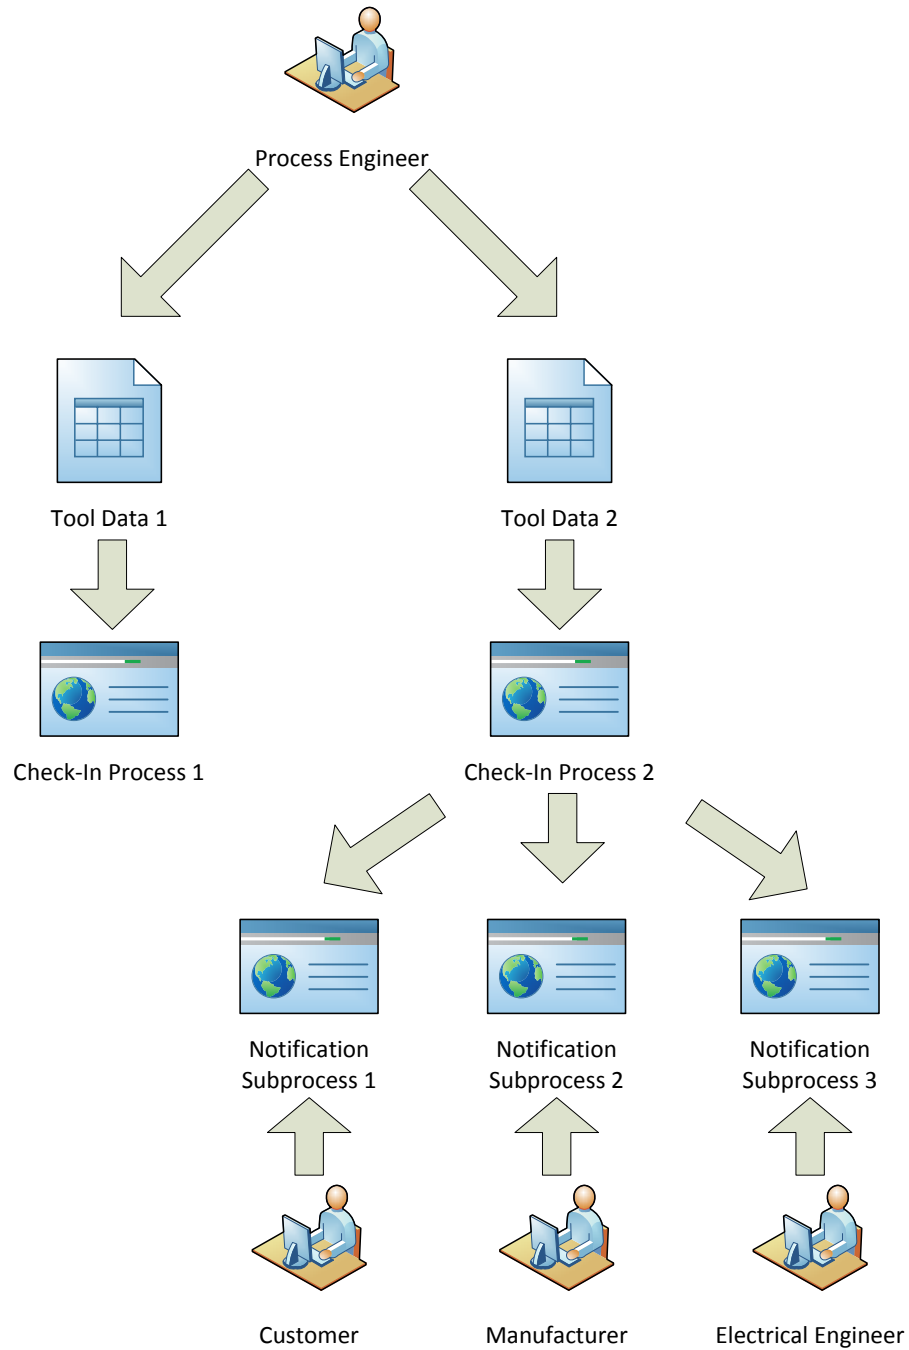 Process Engineer
Tool Data 1
Tool Data 2
Check-In Process 1
Check-In Process 2
Notification
Subprocess 1
Notification
Subprocess 2
Notification
Subprocess 3
Customer
Manufacturer
Electrical Engineer